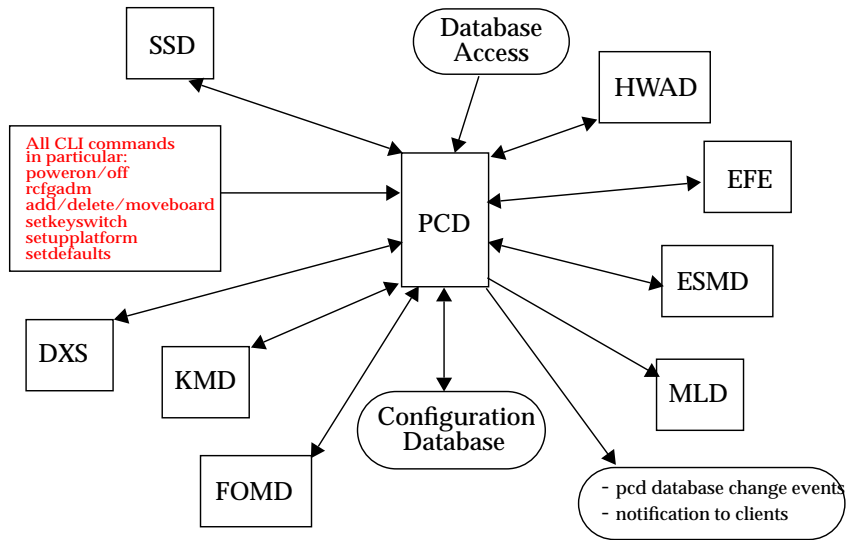 SSD
Database
Access
HWAD
All CLI commands
in particular:
poweron/off
rcfgadm
add/delete/moveboard
setkeyswitch
setupplatform
setdefaults
PCD
EFE
ESMD
DXS
KMD
MLD
Configuration
Database
FOMD
- pcd database change events
- notification to clients